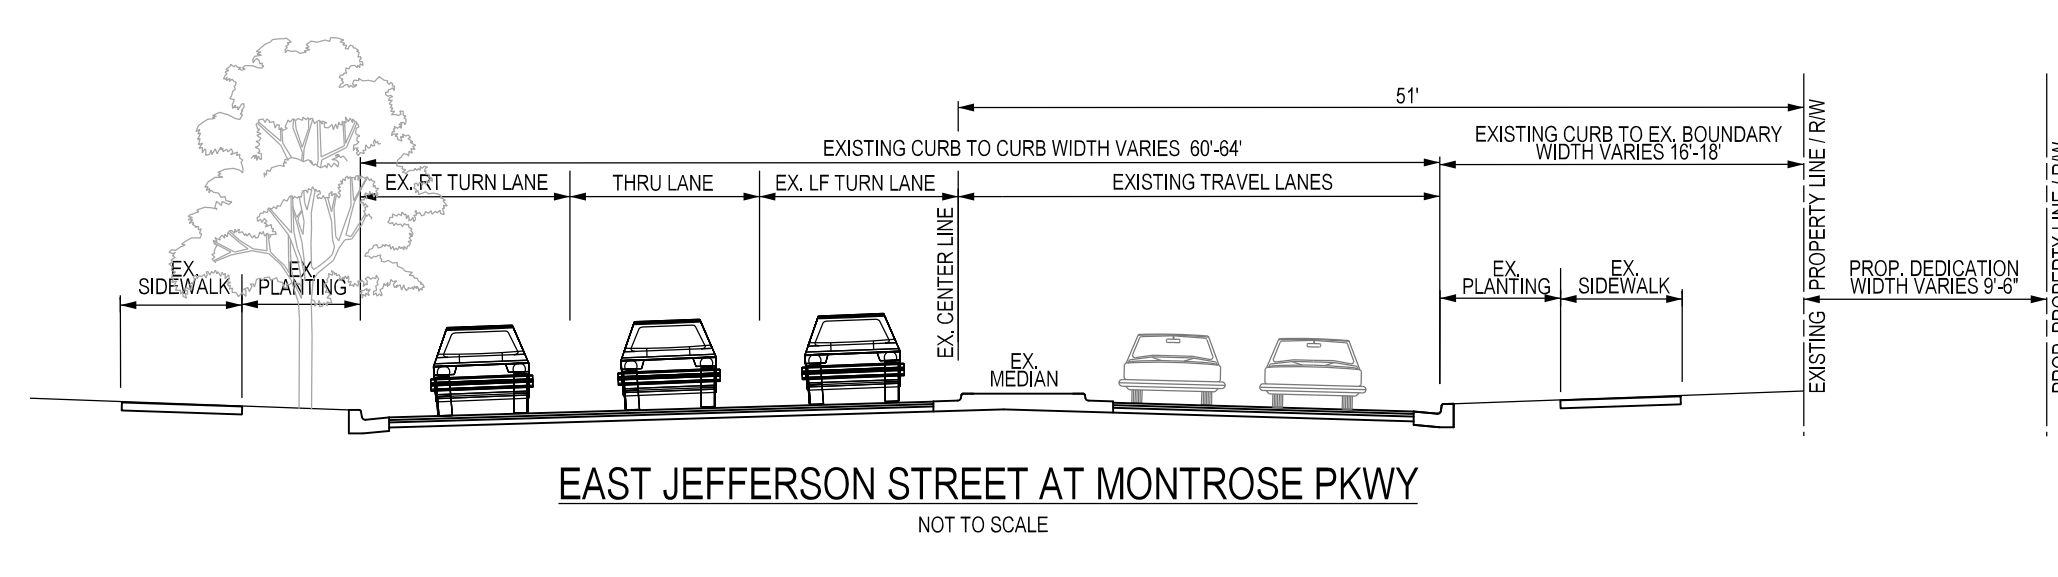 51'
EXISTING CURB TO CURB WIDTH VARIES 60'-64'
EXISTING CURB TO EX. BOUNDARY
WIDTH VARIES 16'-18'
EX. RT TURN LANE
THRU LANE
EX. LF TURN LANE
EXISTING TRAVEL LANES
EX.
SIDEWALK
EX.
PLANTING
EX. CENTER LINE
EX.
MEDIAN
EX.
PLANTING
EX.
SIDEWALK
EXISTING PROPERTY LINE / R/W
PROP. DEDICATION
WIDTH VARIES 9'-6"
PROP. PROPERTY LINE / R/W
EAST JEFFERSON STREET AT MONTROSE PKWY
NOT TO SCALE